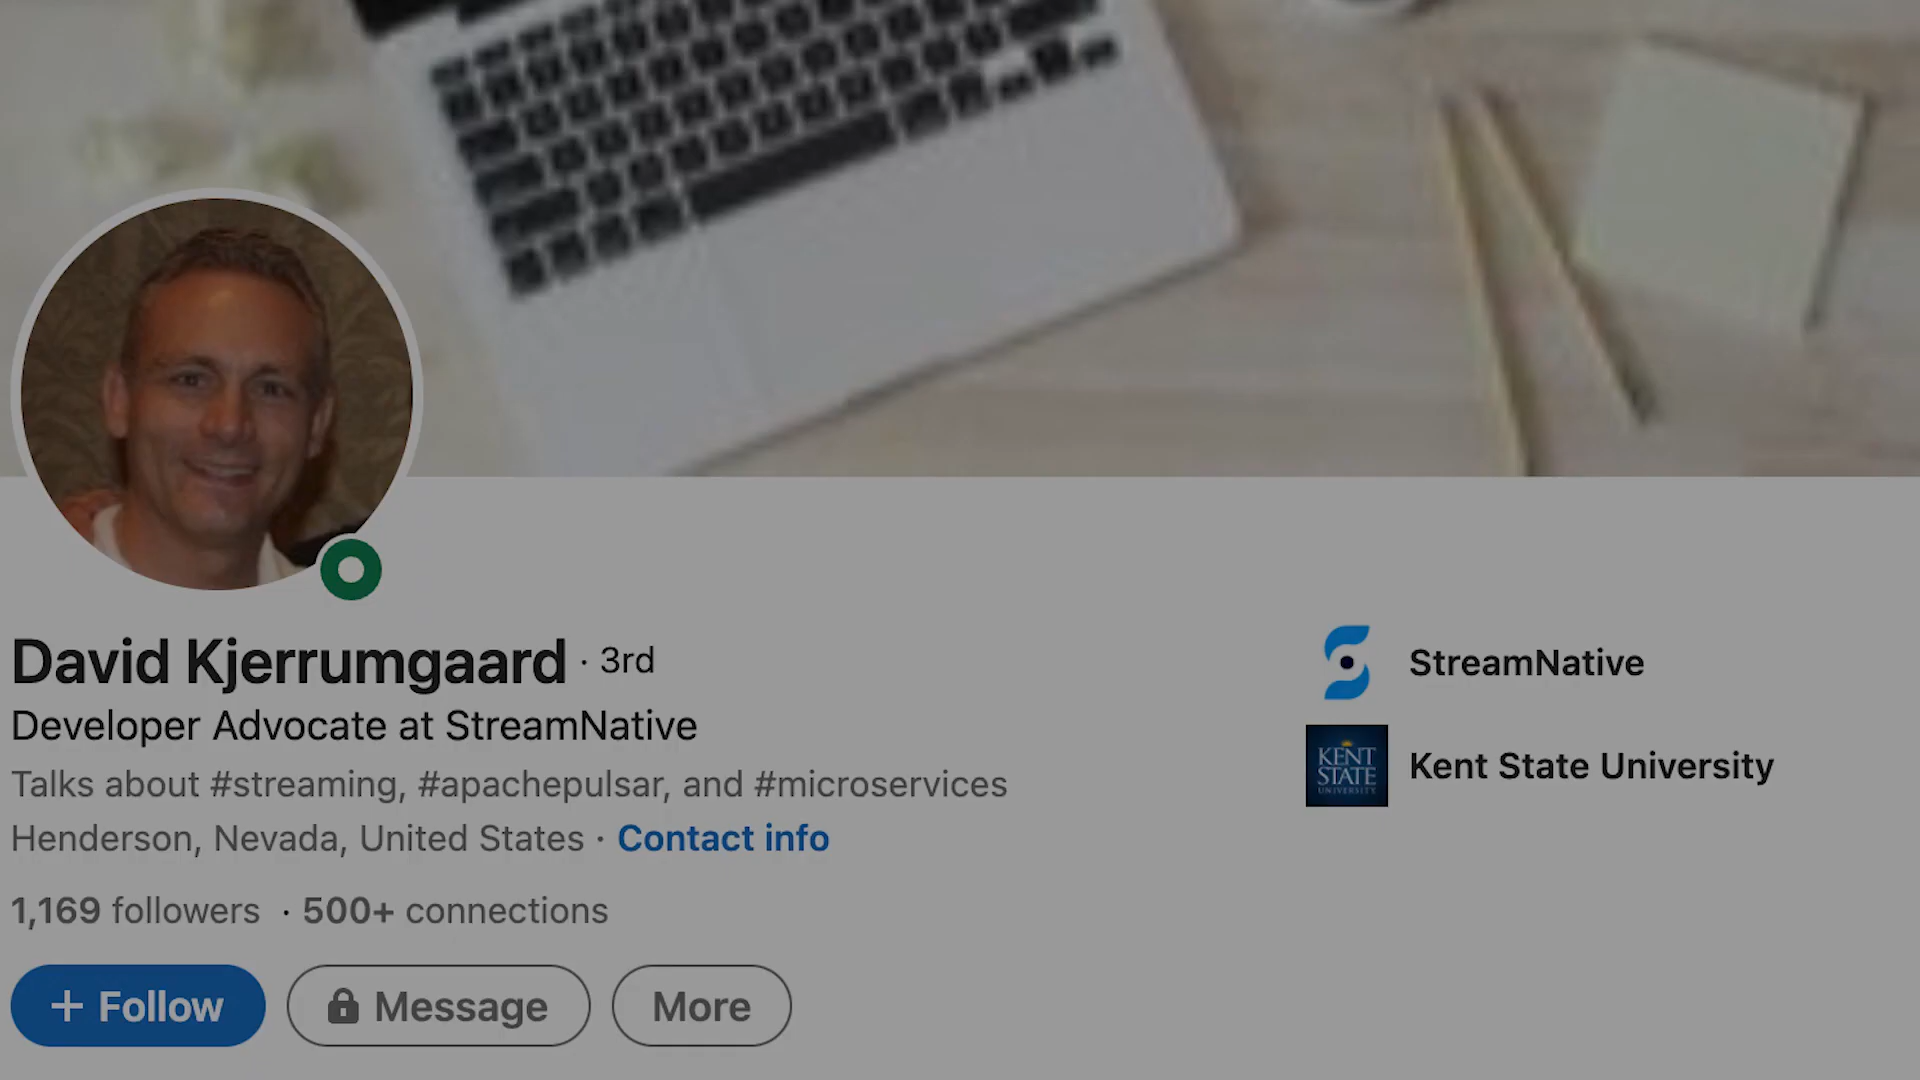 David Kjerrumgaard · 3rd
Developer Advocate at StreamNative
Talks about #streaming, #apachepulsar, and #microservices
Henderson, Nevada, United States · Contact info
1,169 followers · 500+ connections
+ Follow
Message
More
StreamNative
KENT
STATE
UNIVERSITY
Kent State University